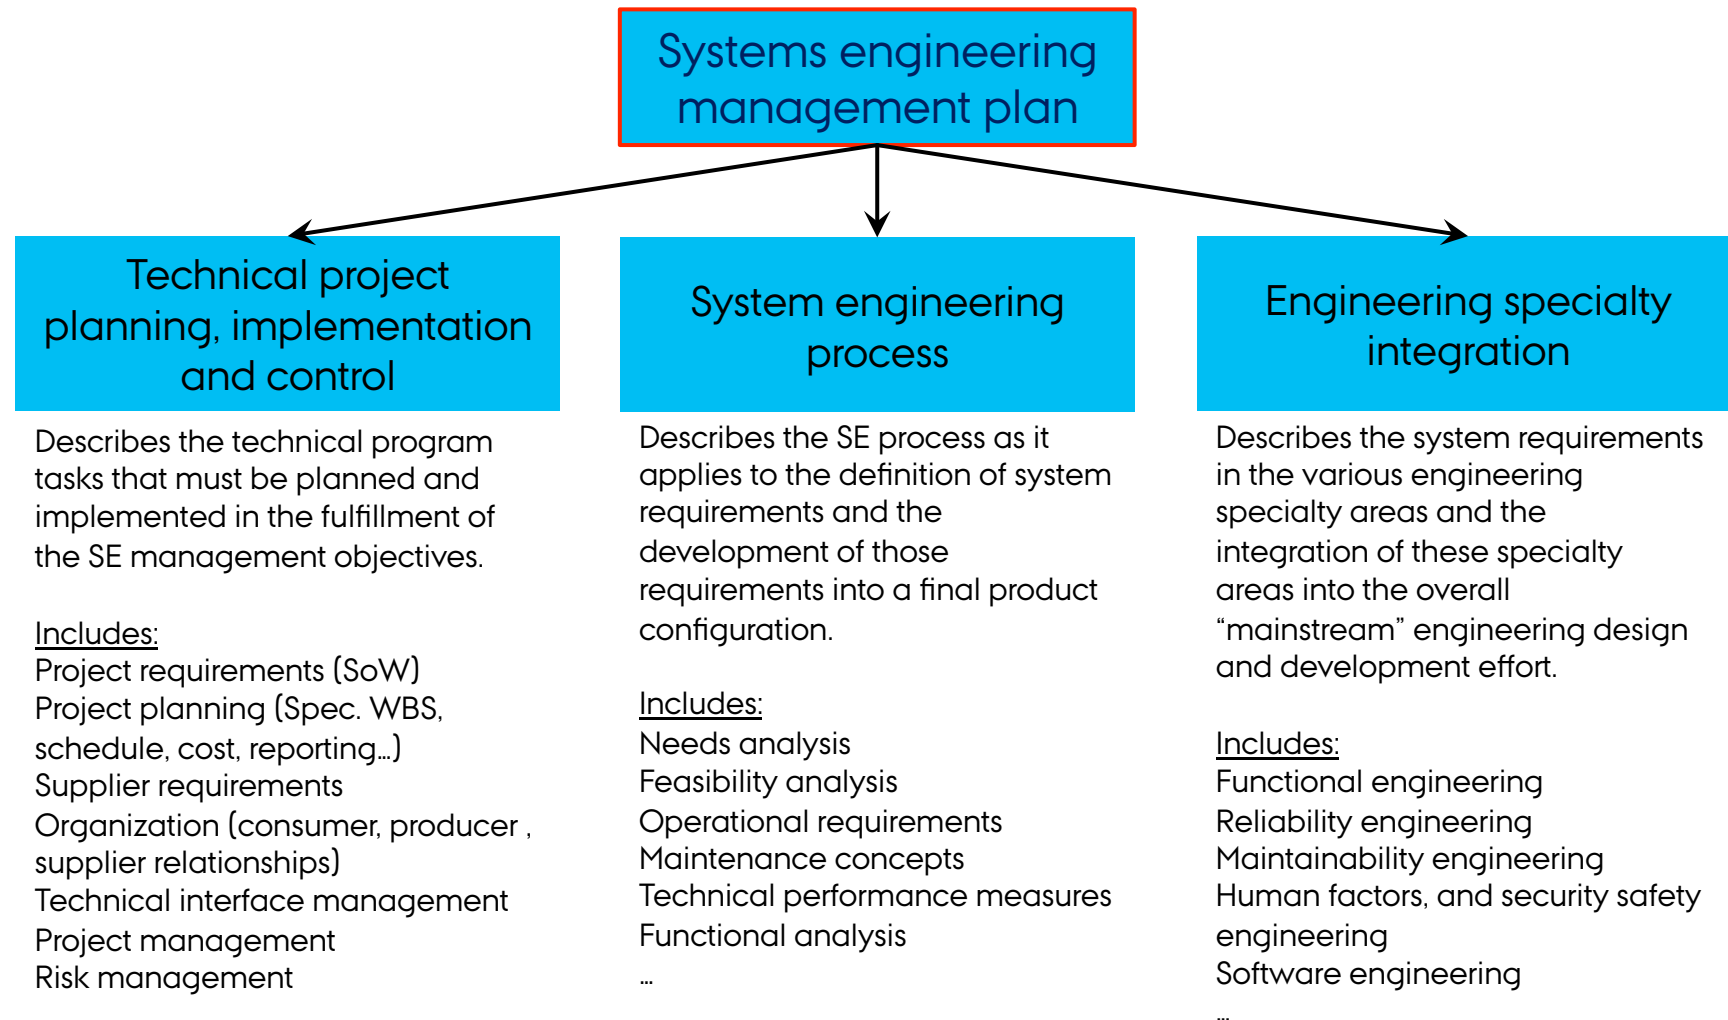 Systems engineering
management plan
Technical project
planning, implementation
and control
Describes the technical program
tasks that must be planned and
implemented in the fulfillment of
the SE management objectives.
Includes:
Project requirements (SoW)
Project planning (Spec. WBS,
schedule, cost, reporting...)
Supplier requirements
Organization (consumer, producer ,
supplier relationships)
Technical interface management
Project management
Risk management
System engineering
process
Describes the SE process as it
applies to the definition of system
requirements and the
development of those
requirements into a final product
configuration.
Includes:
Needs analysis
Feasibility analysis
Operational requirements
Maintenance concepts
Technical performance measures
Functional analysis
...
Engineering specialty
integration
Describes the system requirements
in the various engineering
specialty areas and the
integration of these specialty
areas into the overall
“mainstream” engineering design
and development effort.
Includes:
Functional engineering
Reliability engineering
Maintainability engineering
Human factors, and security safety
engineering
Software engineering
...